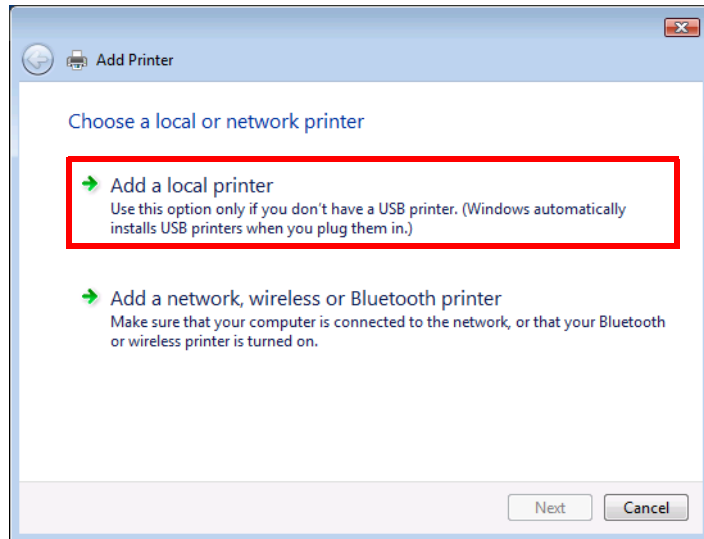 Add Printer
Choose a local or network printer
Add a local printer
Use this option only if you don't have a USB printer. (Windows automatically
installs USB printers when you plug them in.)
Add a network, wireless or Bluetooth printer
Make sure that your computer is connected to the network, or that your Bluetooth
or wireless printer is turned on.
Next Cancel